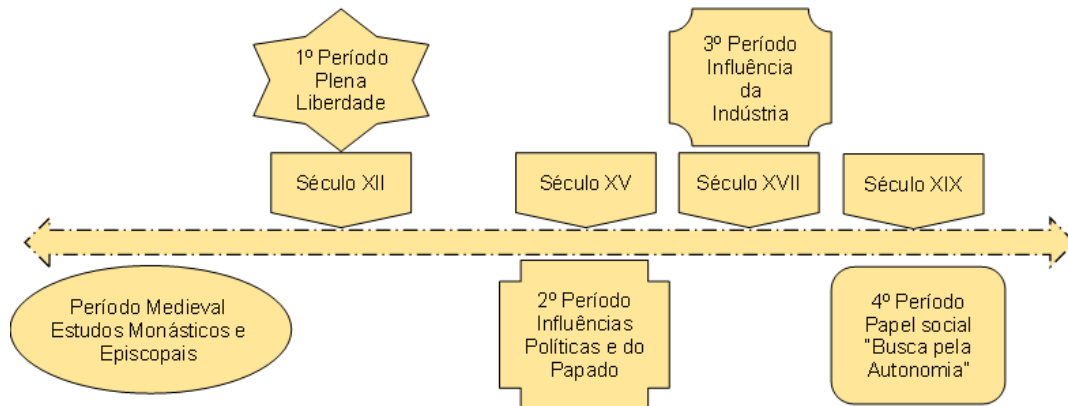 1º Período
Plena
Liberdade
3º Período
Influência
da
Indústria
Século XII
Século XV
Século XVII
Século XIX
Período Medieval
Estudos Monásticos e
Episcopais
2º Período
Influências
Políticas e do
Papado
4º Período
Papel social
"Busca pela
Autonomia"